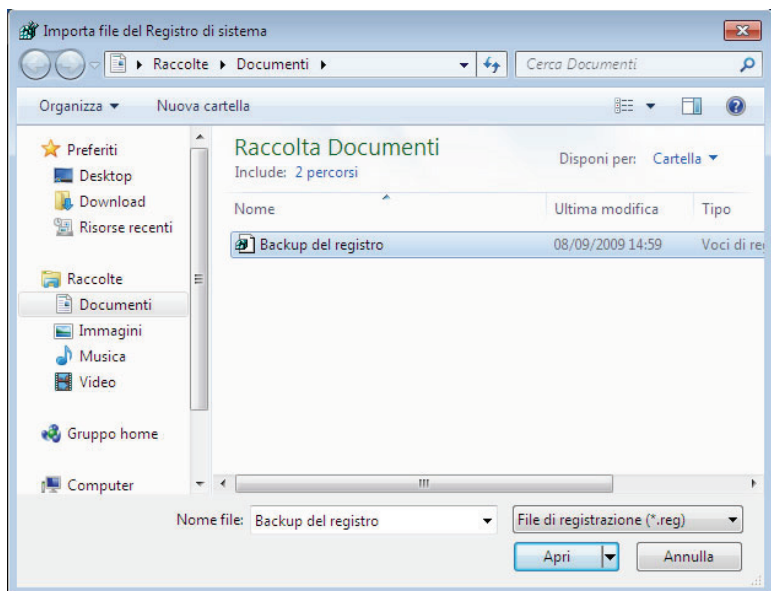 Importa file del Registro di sistema
Raccolte Documenti
Cerca Documenti
Organizza Nuova cartella
Preferiti
Desktop
Download
Risorse recenti
Raccolte
Documenti
Immagini
Musica
Video
Gruppo home
Computer
Raccolta Documenti
Include: 2 percorsi
Disponi per: Cartella
Nome Ultima modifica Tipo
Backup del registro 08/09/2009 14:59 Voci di re
Nome file: Backup del registro File di registrazione (*.reg)
Apri Annulla